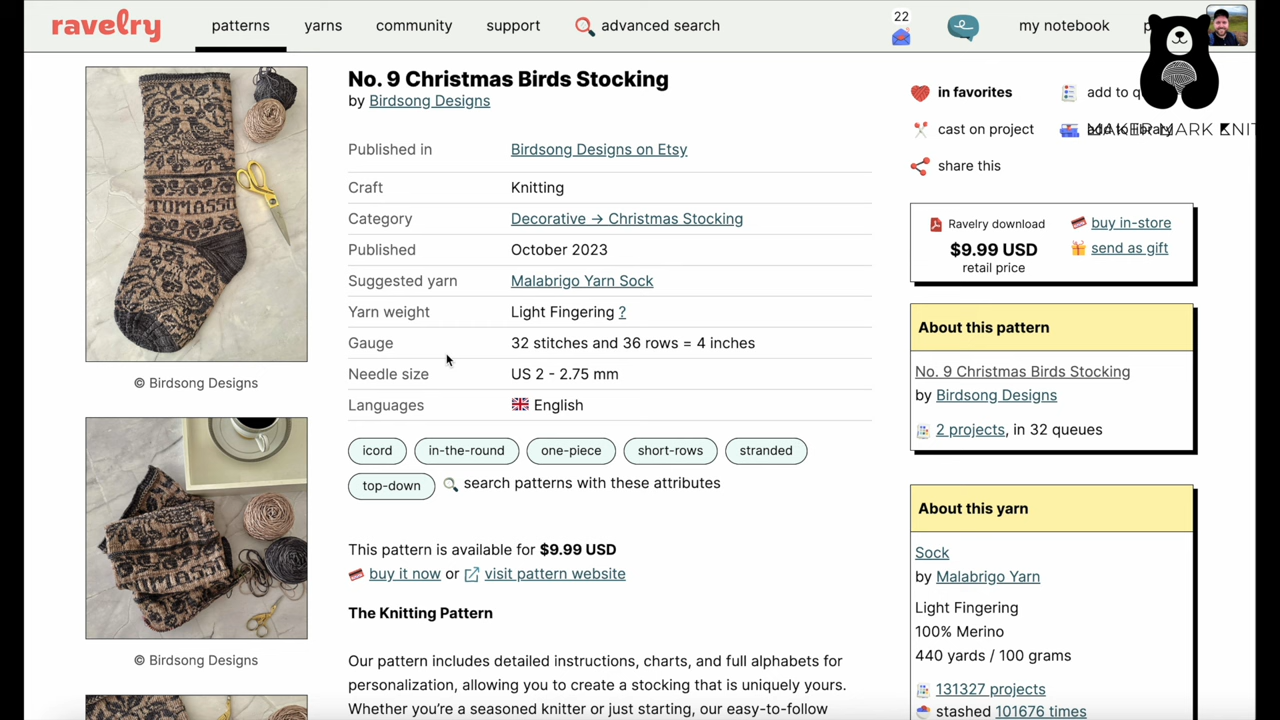 ravelry
patterns
yarns
community
support
advanced search
22
my notebook
No. 9 Christmas Birds Stocking
by Birdsong Designs
Published in Birdsong Designs on Etsy
Craft Knitting
Category Decorative → Christmas Stocking
Published October 2023
Suggested yarn Malabrigo Yarn Sock
Yarn weight Light Fingering ?
Gauge 32 stitches and 36 rows = 4 inches
Needle size US 2 - 2.75 mm
Languages English
icord
in-the-round
one-piece
short-rows
stranded
top-down
search patterns with these attributes
This pattern is available for $9.99 USD
buy it now or visit pattern website
The Knitting Pattern
Our pattern includes detailed instructions, charts, and full alphabets for
personalization, allowing you to create a stocking that is uniquely yours.
Whether you're a seasoned knitter or just starting, our easy-to-follow
TOMASSO
© Birdsong Designs
© Birdsong Designs
in favorites
add to
cast on project
add to library
MAKER MARK KNIT
share this
Ravelry download
$9.99 USD
retail price
buy in-store
send as gift
About this pattern
No. 9 Christmas Birds Stocking
by Birdsong Designs
2 projects, in 32 queues
About this yarn
Sock
by Malabrigo Yarn
Light Fingering
100% Merino
440 yards / 100 grams
131327 projects
stashed 101676 times